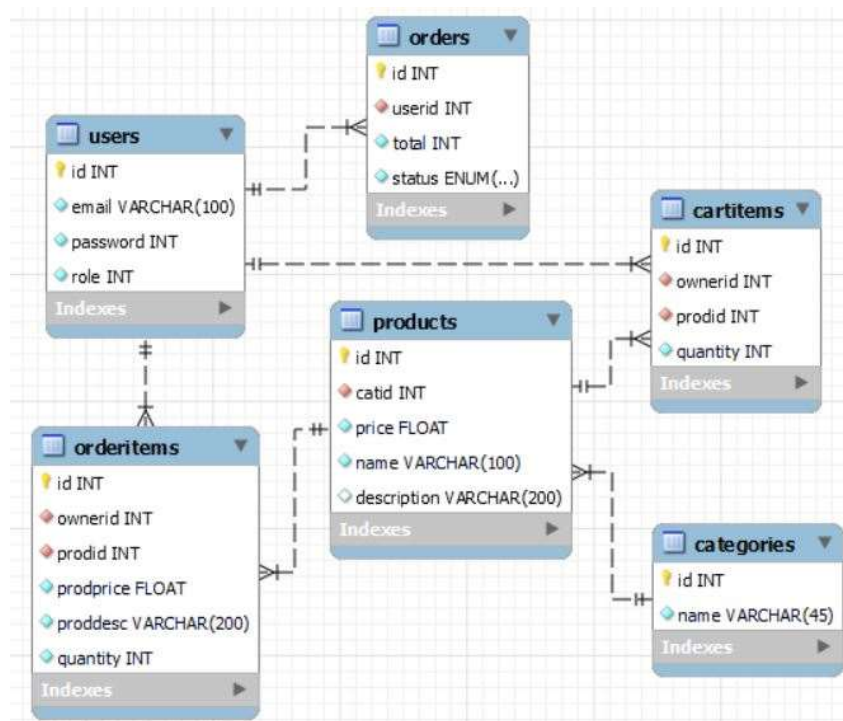 orders
id INT
userid INT
total INT
status ENUM(...)
Indexes
users
id INT
email VARCHAR(100)
password INT
role INT
Indexes
cartitems
id INT
ownerid INT
prodid INT
quantity INT
Indexes
products
id INT
catid INT
price FLOAT
name VARCHAR(100)
description VARCHAR(200)
Indexes
orderitems
id INT
ownerid INT
prodid INT
prodprice FLOAT
proddesc VARCHAR(200)
quantity INT
Indexes
categories
id INT
name VARCHAR(45)
Indexes